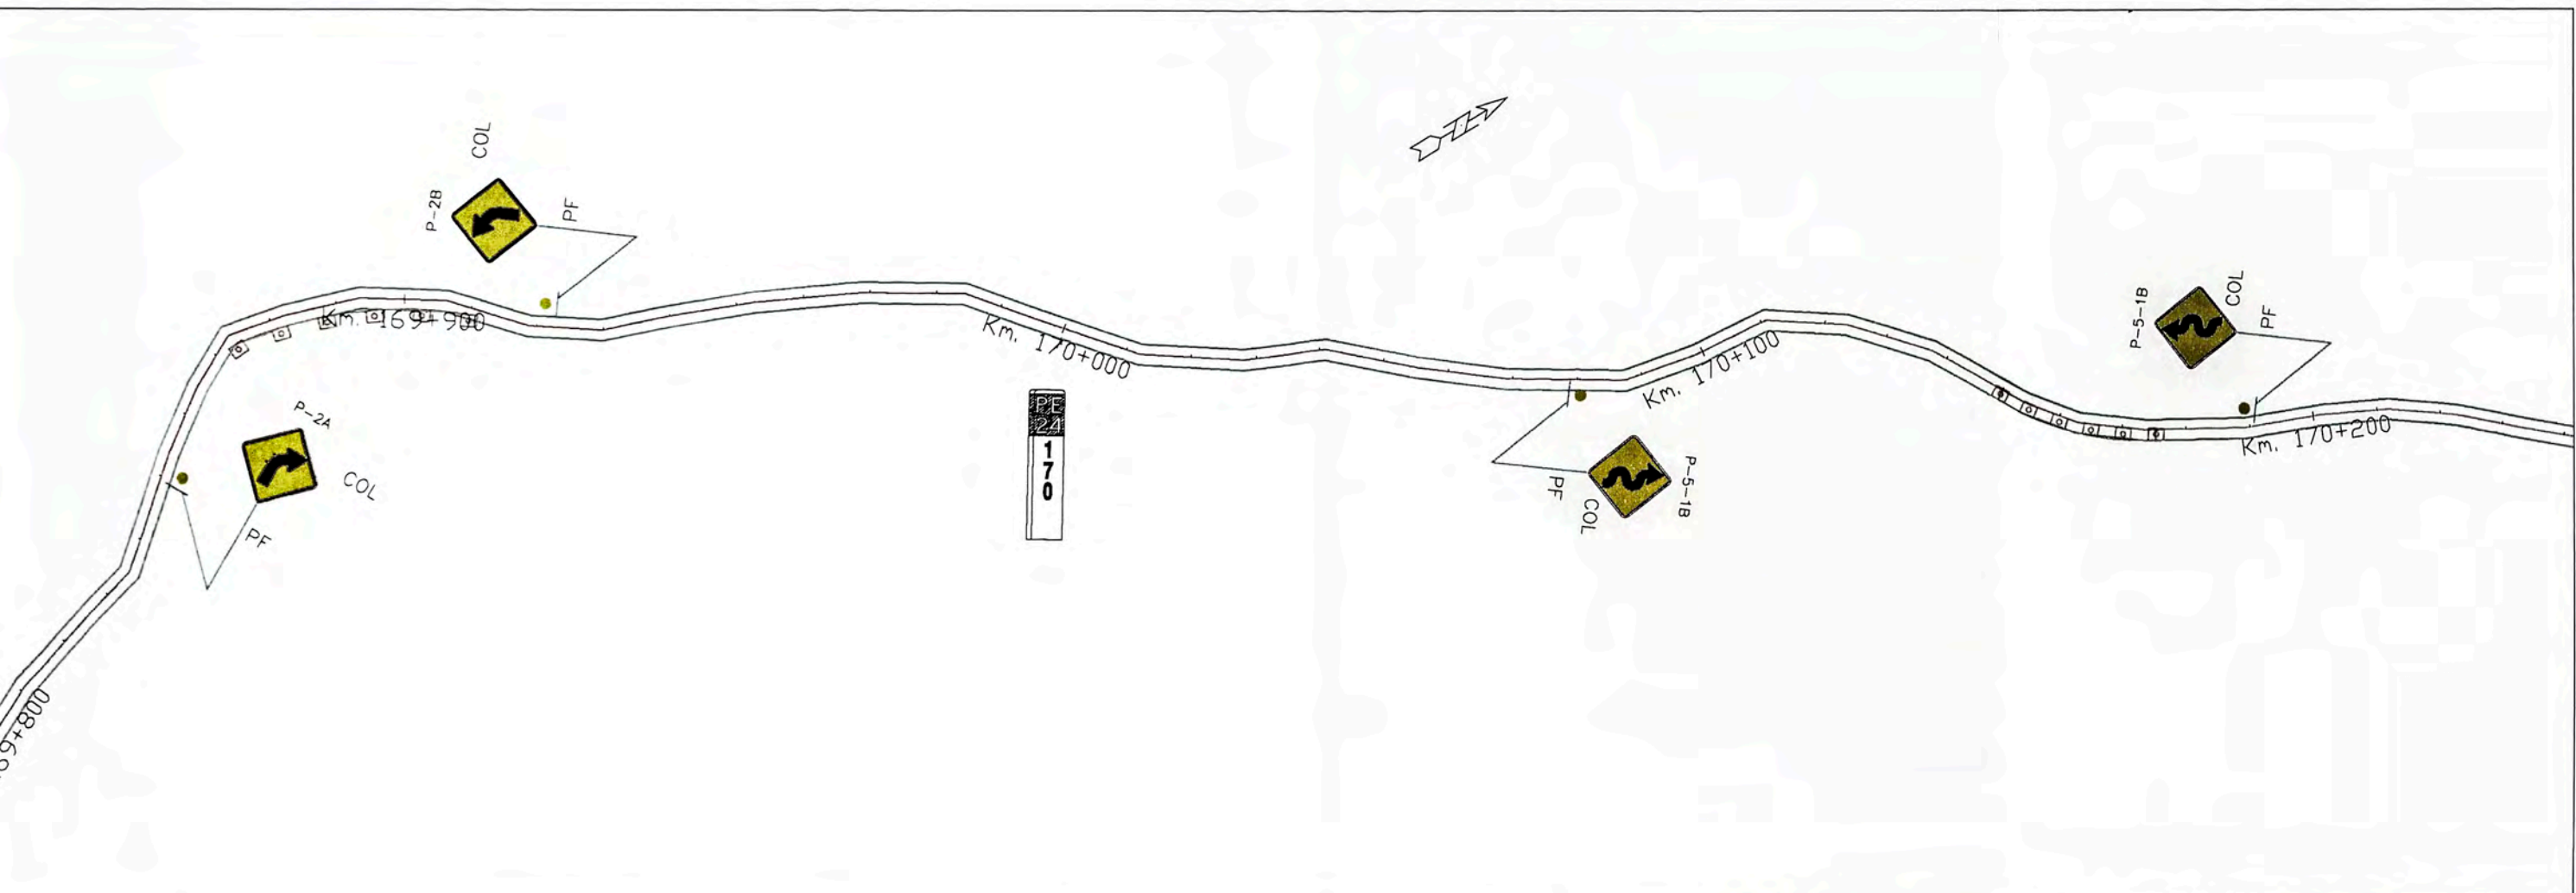 COL
P-2B
PF
Km. 169+900
P-2A
COL
PF
69+800
Km. 170+000
PE
24
170
Km. 170+100
PF
COL
P-5-1B
COL
P-5-1B
PF
Km. 170+200